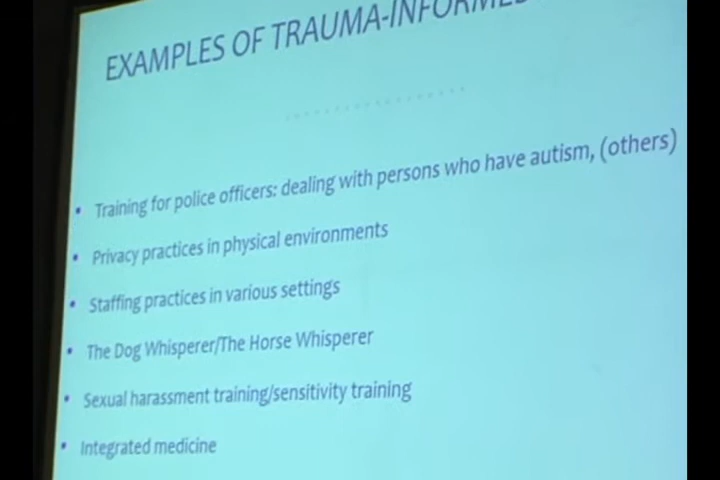 EXAMPLES OF TRAUMA-INFORMED
• Training for police officers: dealing with persons who have autism, (others)
• Privacy practices in physical environments
• Staffing practices in various settings
• The Dog Whisperer/The Horse Whisperer
• Sexual harassment training/sensitivity training
• Integrated medicine